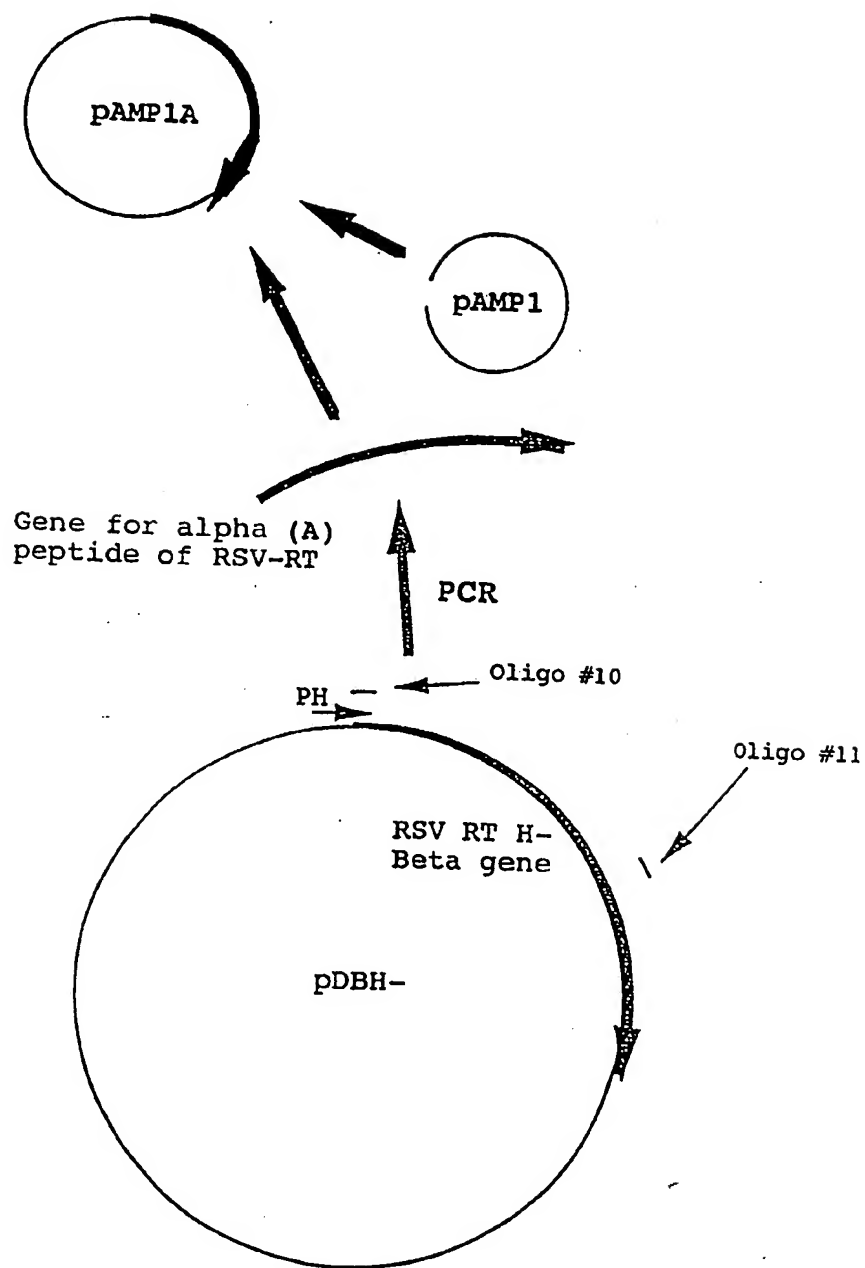 pAMP1A
pAMP1
Gene for alpha (A)
peptide of RSV-RT
PCR
Oligo #10
PH
Oligo #11
RSV RT H-
Beta gene
pDBH-